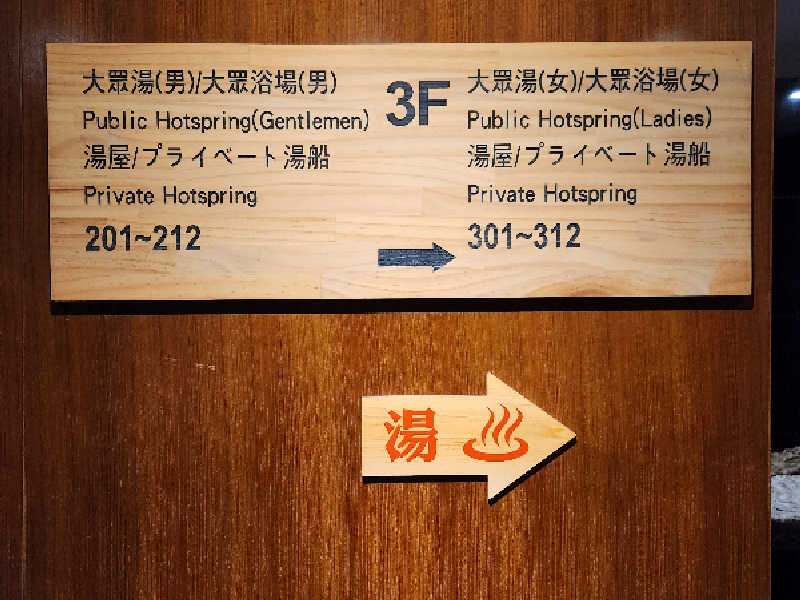 大眾湯(男)/大眾浴場(男)
Public Hotspring(Gentlemen)
湯屋/プライベート湯船
Private Hotspring
201~212
3F
大眾湯(女)/大眾浴場(女)
Public Hotspring(Ladies)
湯屋/プライベート湯船
Private Hotspring
301~312
湯